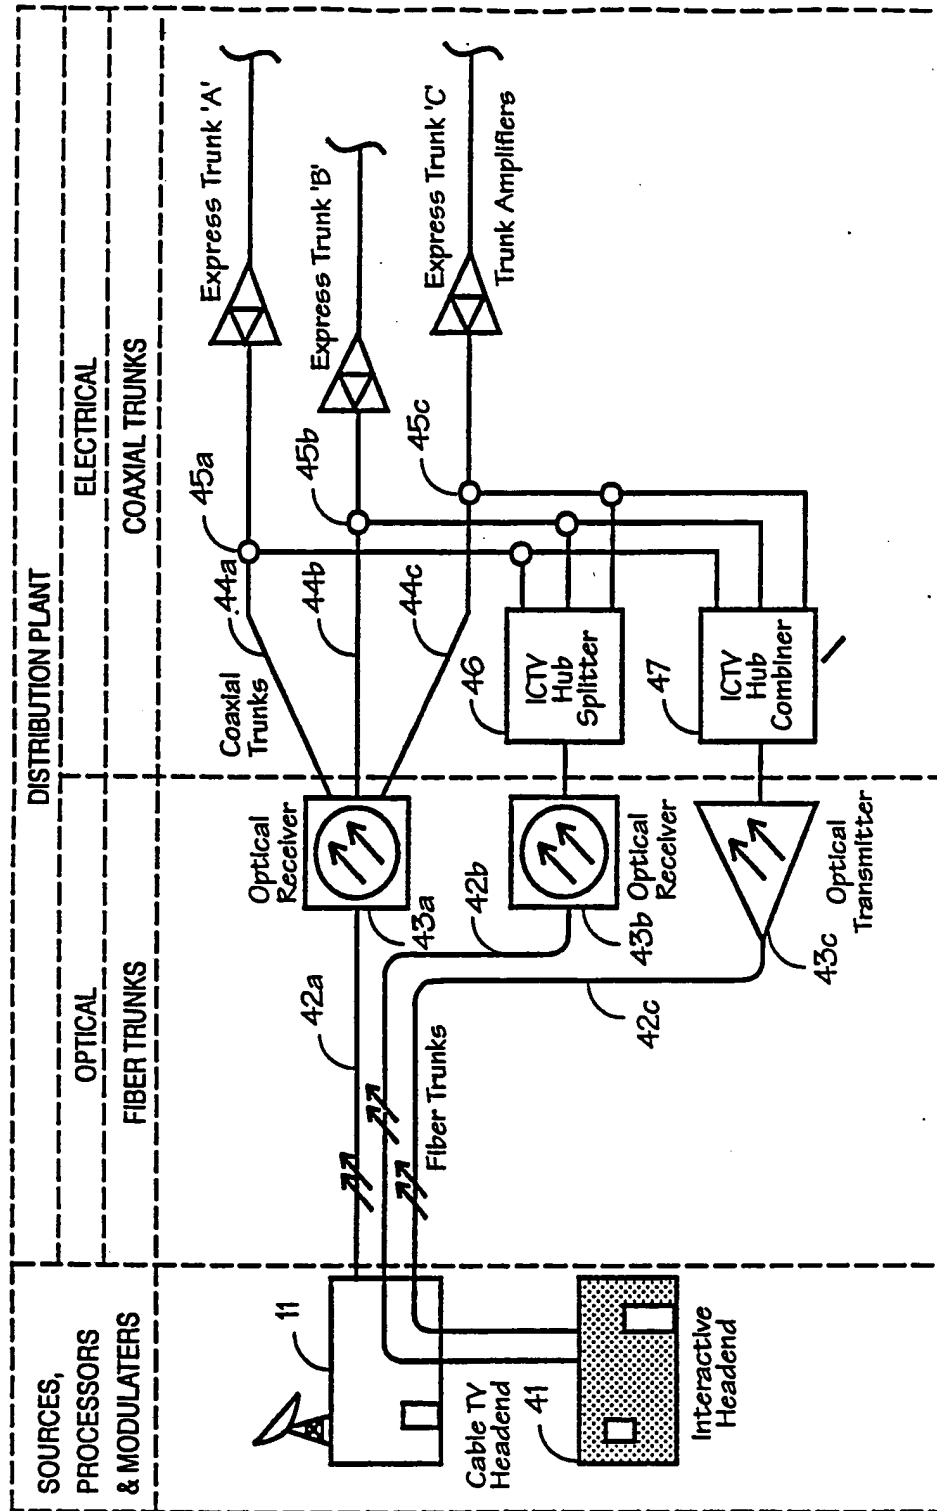 SOURCES,
PROCESSORS
& MODULATERS
DISTRIBUTION PLANT
OPTICAL
ELECTRICAL
FIBER TRUNKS
COAXIAL TRUNKS
11
Cable TV
Headend
41
Interactive
Headend
42a
Fiber Trunks
42b
42c
Optical
Receiver
43a
Optical
Receiver
43b
Optical
Transmitter
43c
Coaxial
Trunks
44a
44b
44c
45a
45b
45c
46
ICTV
Hub
Splitter
47
ICTV
Hub
Combiner
Express Trunk 'A'
Express Trunk 'B'
Express Trunk 'C'
Trunk Amplifiers